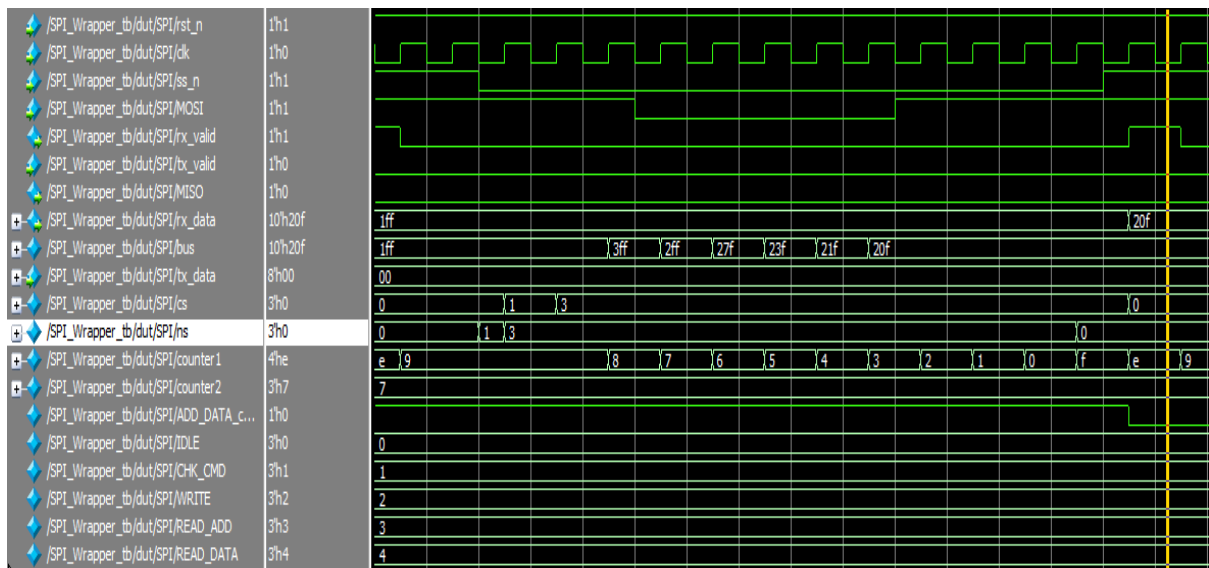 /SPI_Wrapper_tb/dut/SPI/rst_n 1'h1
/SPI_Wrapper_tb/dut/SPI/clk 1'h0
/SPI_Wrapper_tb/dut/SPI/ss_n 1'h1
/SPI_Wrapper_tb/dut/SPI/MOSI 1'h1
/SPI_Wrapper_tb/dut/SPI/rx_valid 1'h1
/SPI_Wrapper_tb/dut/SPI/tx_valid 1'h0
/SPI_Wrapper_tb/dut/SPI/MISO 1'h0
/SPI_Wrapper_tb/dut/SPI/rx_data 10'h20f 1ff 20f
/SPI_Wrapper_tb/dut/SPI/bus 10'h20f 1ff 3ff 2ff 27f 23f 21f 20f
/SPI_Wrapper_tb/dut/SPI/tx_data 8'h00 00
/SPI_Wrapper_tb/dut/SPI/cs 3'h0 0 1 3 0
/SPI_Wrapper_tb/dut/SPI/ns 3'h0 0 1 3 0
/SPI_Wrapper_tb/dut/SPI/counter1 4'he e 9 8 7 6 5 4 3 2 1 0 f e 9
/SPI_Wrapper_tb/dut/SPI/counter2 3'h7 7
/SPI_Wrapper_tb/dut/SPI/ADD_DATA_c... 1'h0
/SPI_Wrapper_tb/dut/SPI/IDLE 3'h0 0
/SPI_Wrapper_tb/dut/SPI/CHK_CMD 3'h1 1
/SPI_Wrapper_tb/dut/SPI/WRITE 3'h2 2
/SPI_Wrapper_tb/dut/SPI/READ_ADD 3'h3 3
/SPI_Wrapper_tb/dut/SPI/READ_DATA 3'h4 4